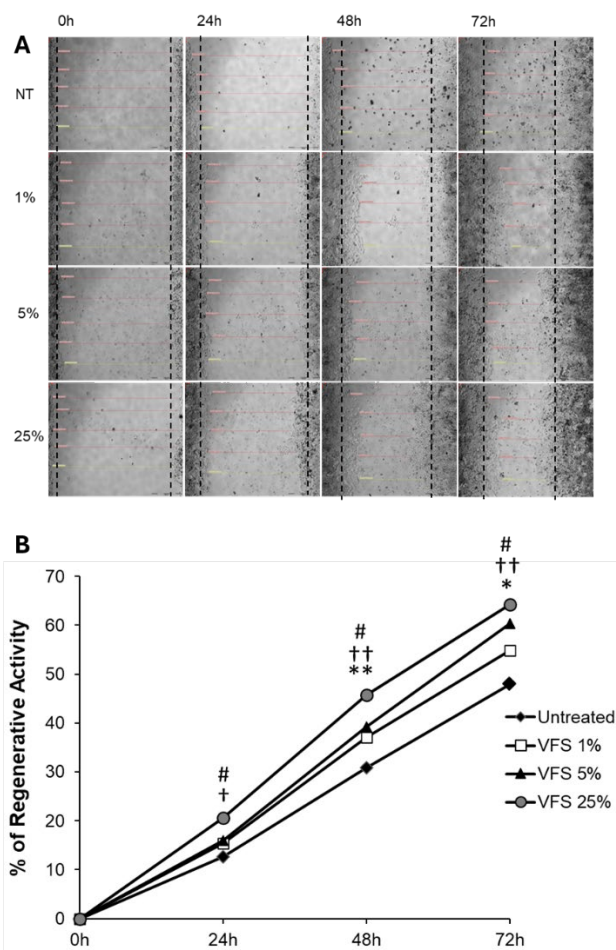 0h 24h 48h 72h
A
NT
1%
5%
25%
B
% of Regenerative Activity
70
60
50
40
30
20
10
0
0h 24h 48h 72h
#
†
#
††
**
#
††
*
Untreated
VFS 1%
VFS 5%
VFS 25%